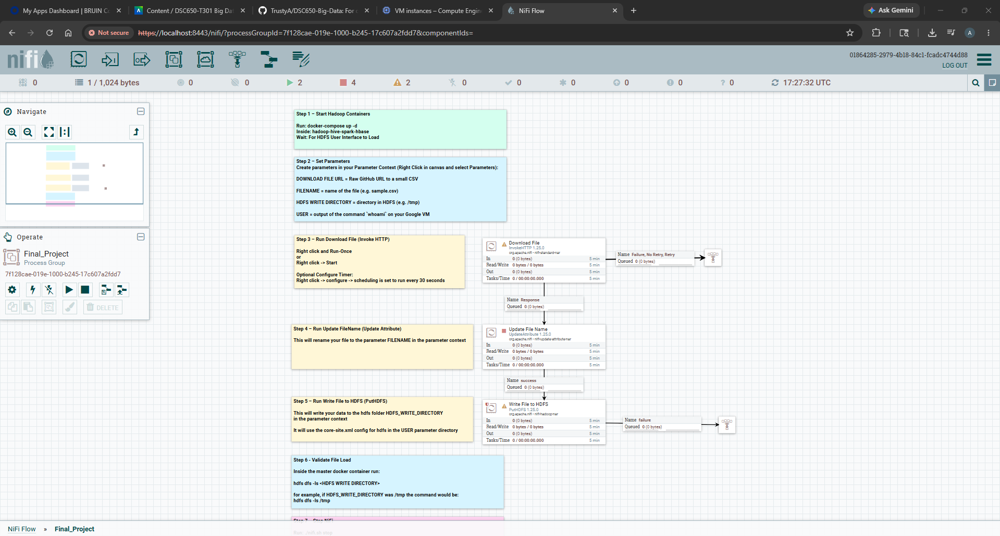 My Apps Dashboard | BRUIN Co
Content / DSC650-T301 Big Dat
TrustyA/DSC650-Big-Data: For c
VM instances – Compute Engin
NiFi Flow
Ask Gemini
Not secure
https://localhost:8443/nifi/?processGroupId=7f128cae-019e-1000-b245-17c607a2fdd7&componentIds=
A
nifi
01864285-2979-4b18-84c1-fcadc4744d88
LOG OUT
0
1 / 1,024 bytes
0
0
2
4
2
0
0
0
0
0
? 0
17:27:32 UTC
Navigate
Operate
Final_Project
Process Group
7f128cae-019e-1000-b245-17c607a2fdd7
DELETE
Step 1 – Start Hadoop Containers
Run: docker-compose up -d
Inside: hadoop-hive-spark-hbase
Wait: For HDFS User Interface to Load
Step 2 – Set Parameters
Create parameters in your Parameter Context (Right Click in canvas and select Parameters):
DOWNLOAD FILE URL = Raw GitHub URL to a small CSV
FILENAME = name of the file (e.g. sample.csv)
HDFS WRITE DIRECTORY = directory in HDFS (e.g. /tmp)
USER = output of the command `whoami` on your Google VM
Step 3 – Run Download File (Invoke HTTP)
Right click and Run-Once
or
Right click -> Start
Optional Configure Timer:
Right click -> configure -> scheduling is set to run every 30 seconds
Download File
InvokeHTTP 1.25.0
org.apache.nifi - nifi-standard-nar
In 0 (0 bytes) 5 min
Read/Write 0 bytes / 0 bytes 5 min
Out 0 (0 bytes) 5 min
Tasks/Time 0 / 00:00:00.000 5 min
Name Failure, No Retry, Retry
Queued 0 (0 bytes)
Name Response
Queued 0 (0 bytes)
Step 4 – Run Update FileName (Update Attribute)
This will rename your file to the parameter FILENAME in the parameter context
Update File Name
UpdateAttribute 1.25.0
org.apache.nifi - nifi-update-attribute-nar
In 0 (0 bytes) 5 min
Read/Write 0 bytes / 0 bytes 5 min
Out 0 (0 bytes) 5 min
Tasks/Time 0 / 00:00:00.000 5 min
Name success
Queued 0 (0 bytes)
Step 5 – Run Write File to HDFS (PutHDFS)
This will write your data to the hdfs folder HDFS_WRITE_DIRECTORY
in the parameter context
It will use the core-site.xml config for hdfs in the USER parameter directory
Write File to HDFS
PutHDFS 1.25.0
org.apache.nifi - nifi-hadoop-nar
In 0 (0 bytes) 5 min
Read/Write 0 bytes / 0 bytes 5 min
Out 0 (0 bytes) 5 min
Tasks/Time 0 / 00:00:00.000 5 min
Name failure
Queued 0 (0 bytes)
Step 6 - Validate File Load
Inside the master docker container run:
hdfs dfs -ls <HDFS WRITE DIRECTORY>
for example, if HDFS_WRITE_DIRECTORY was /tmp the command would be:
hdfs dfs -ls /tmp
Step 7 – Stop NiFi
Run: ./nifi.sh stop
NiFi Flow » Final_Project